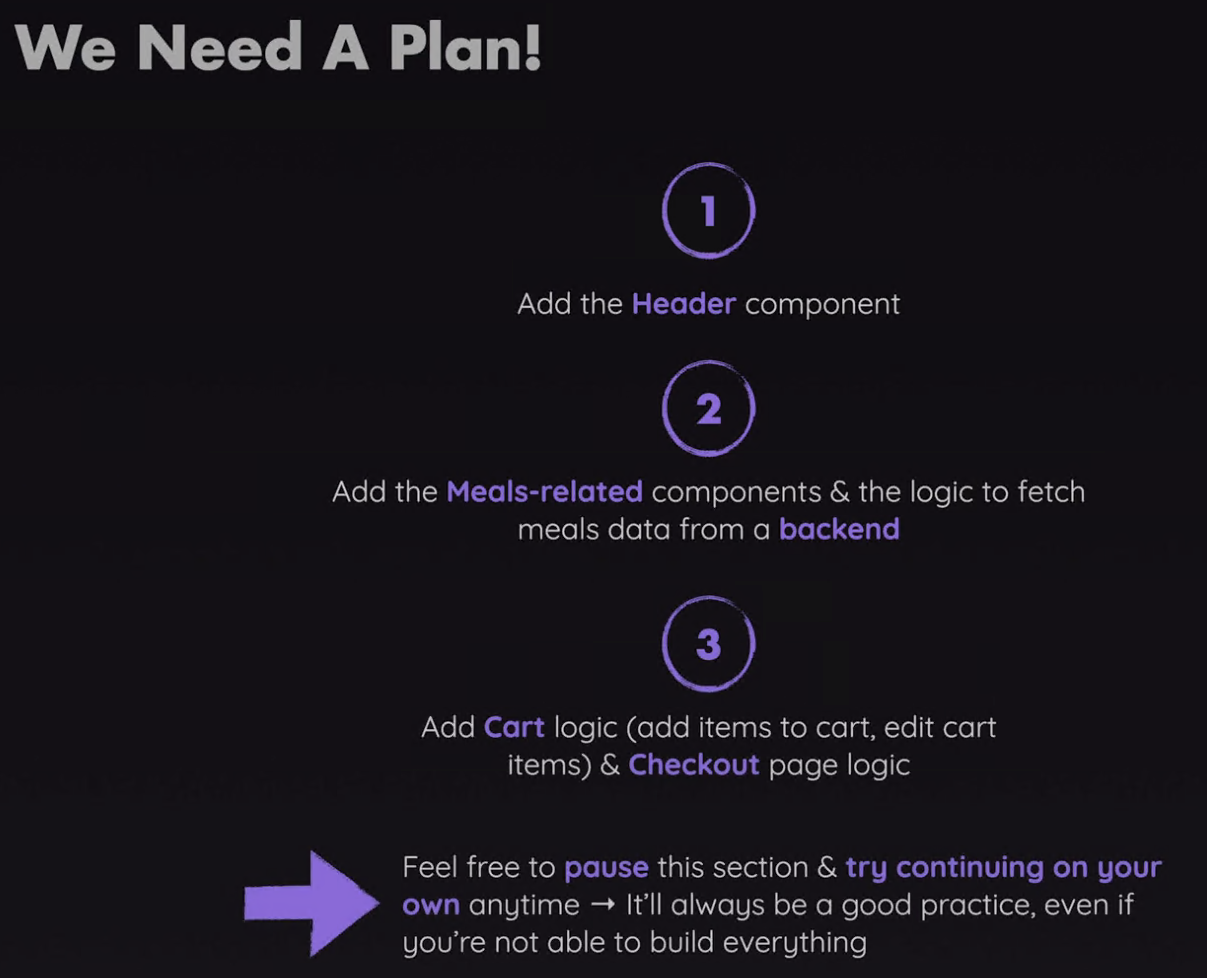 We Need A Plan!
1
Add the Header component
2
Add the Meals-related components & the logic to fetch
meals data from a backend
3
Add Cart logic (add items to cart, edit cart
items) & Checkout page logic
Feel free to pause this section & try continuing on your
own anytime → It’ll always be a good practice, even if
you’re not able to build everything